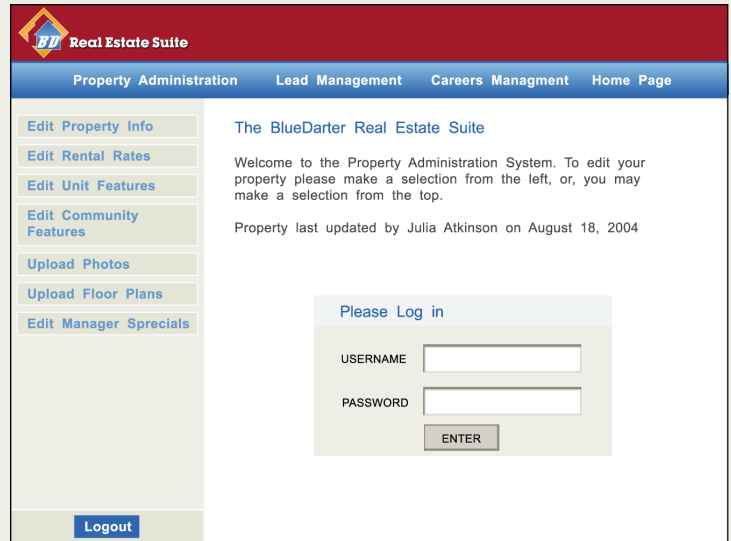 BD Real Estate Suite
Property Administration Lead Management Careers Managment Home Page
Edit Property Info
Edit Rental Rates
Edit Unit Features
Edit Community
Features
Upload Photos
Upload Floor Plans
Edit Manager Sprecials
Logout
The BlueDarter Real Estate Suite
Welcome to the Property Administration System. To edit your
property please make a selection from the left, or, you may
make a selection from the top.
Property last updated by Julia Atkinson on August 18, 2004
Please Log in
USERNAME
PASSWORD
ENTER